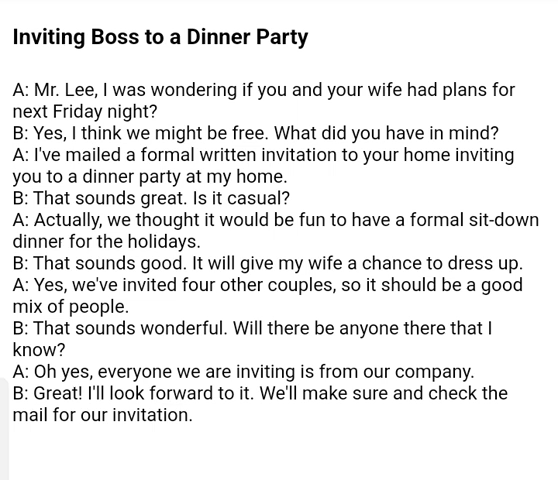 Inviting Boss to a Dinner Party
A: Mr. Lee, I was wondering if you and your wife had plans for
next Friday night?
B: Yes, I think we might be free. What did you have in mind?
A: I've mailed a formal written invitation to your home inviting
you to a dinner party at my home.
B: That sounds great. Is it casual?
A: Actually, we thought it would be fun to have a formal sit-down
dinner for the holidays.
B: That sounds good. It will give my wife a chance to dress up.
A: Yes, we've invited four other couples, so it should be a good
mix of people.
B: That sounds wonderful. Will there be anyone there that I
know?
A: Oh yes, everyone we are inviting is from our company.
B: Great! I'll look forward to it. We'll make sure and check the
mail for our invitation.